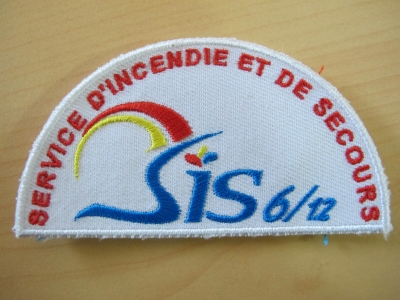 SERVICE D'INCENDIE ET DE SECOURS
SiS 6/12